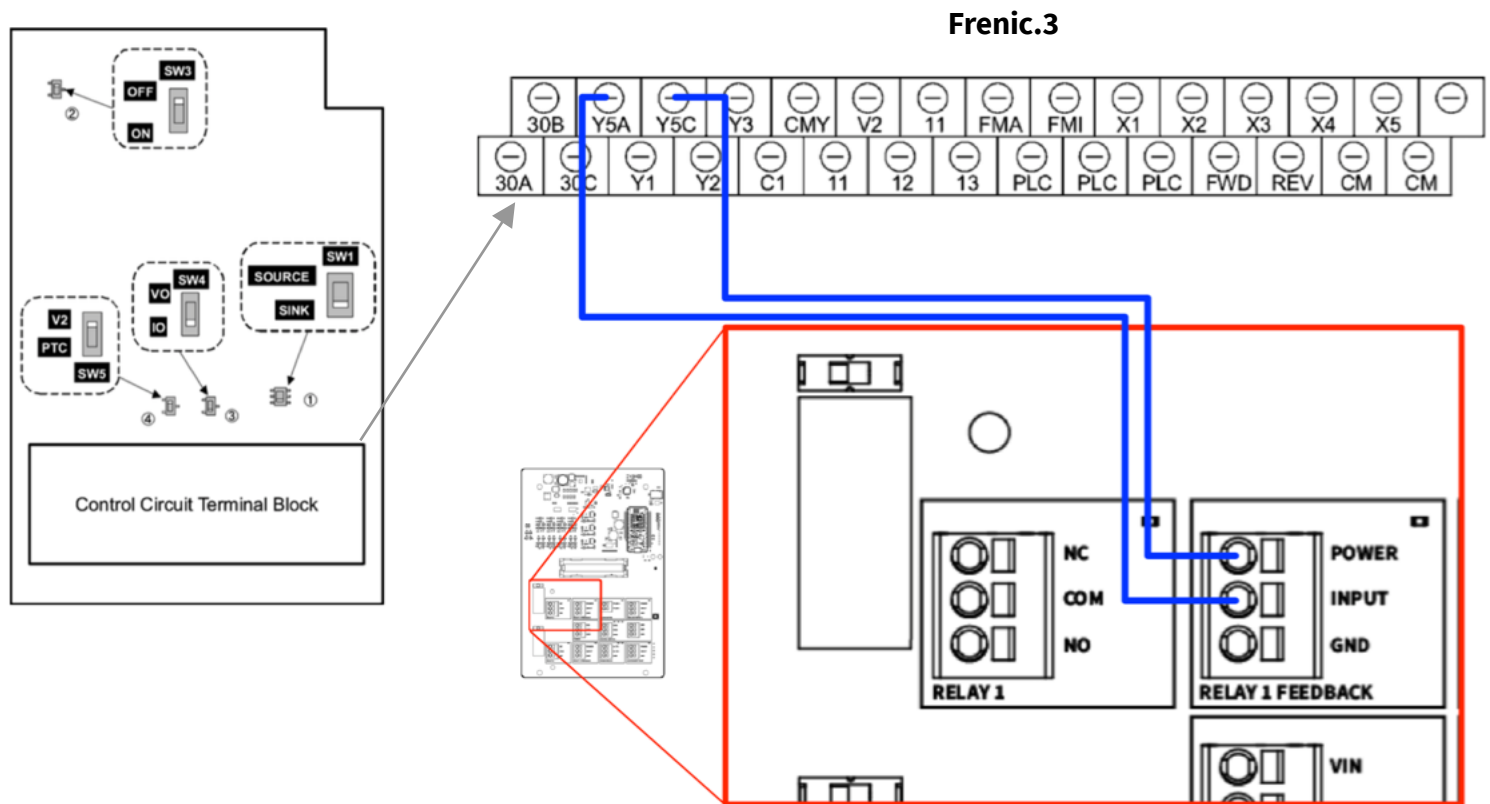 Frenic.3
SW3
OFF
ON
②
30B Y5A Y5C Y3 CMY V2 11 FMA FMI X1 X2 X3 X4 X5
30A 30C Y1 Y2 C1 11 12 13 PLC PLC PLC FWD REV CM CM
SW1
SOURCE
SINK
①
SW4
VO
IO
③
V2
PTC
SW5
④
Control Circuit Terminal Block
NC
COM
NO
RELAY 1
POWER
INPUT
GND
RELAY 1 FEEDBACK
VIN